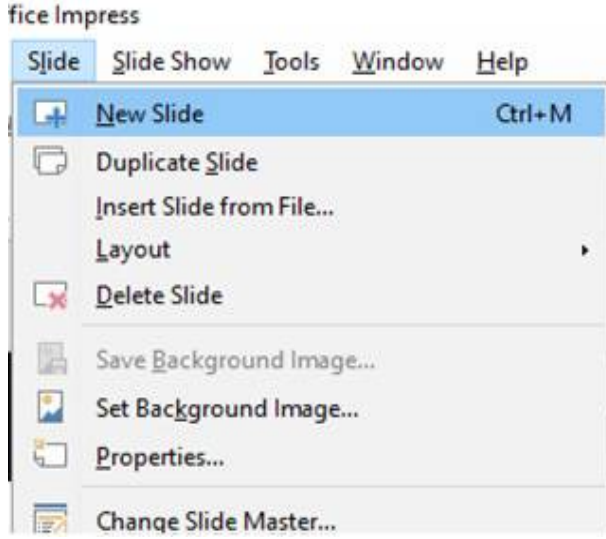 fice Impress
Slide Slide Show Tools Window Help
New Slide Ctrl+M
Duplicate Slide
Insert Slide from File...
Layout
Delete Slide
Save Background Image...
Set Background Image...
Properties...
Change Slide Master...